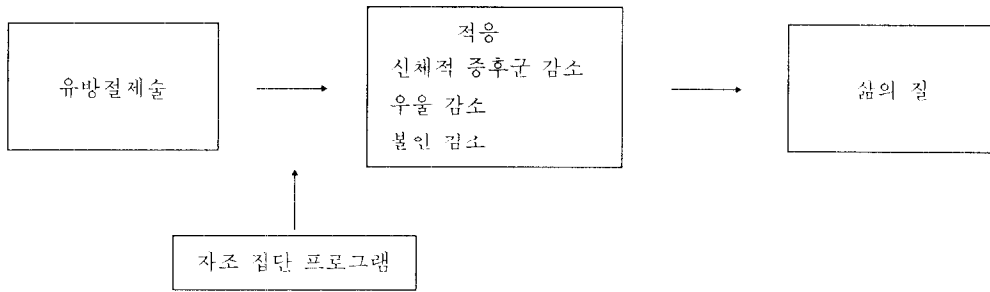 유방절제술
적응
신체적 증후군 감소
우울 감소
불안 감소
삶의 질
자조 집단 프로그램